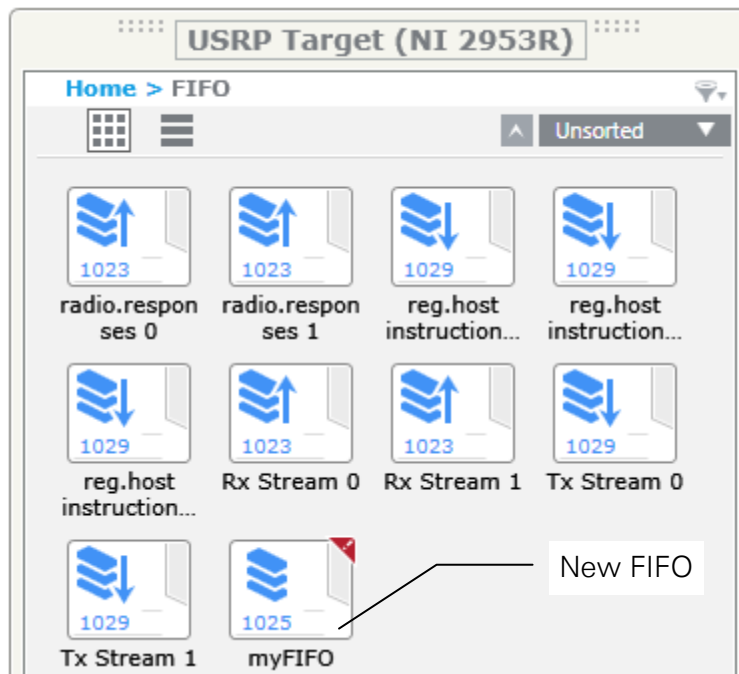 USRP Target (NI 2953R)
Home > FIFO
Unsorted
1023 1023 1029 1029
radio.respon radio.respon reg.host reg.host
ses 0 ses 1 instruction... instruction...
1029 1023 1023 1029
reg.host Rx Stream 0 Rx Stream 1 Tx Stream 0
instruction...
New FIFO
1029 1025
Tx Stream 1 myFIFO